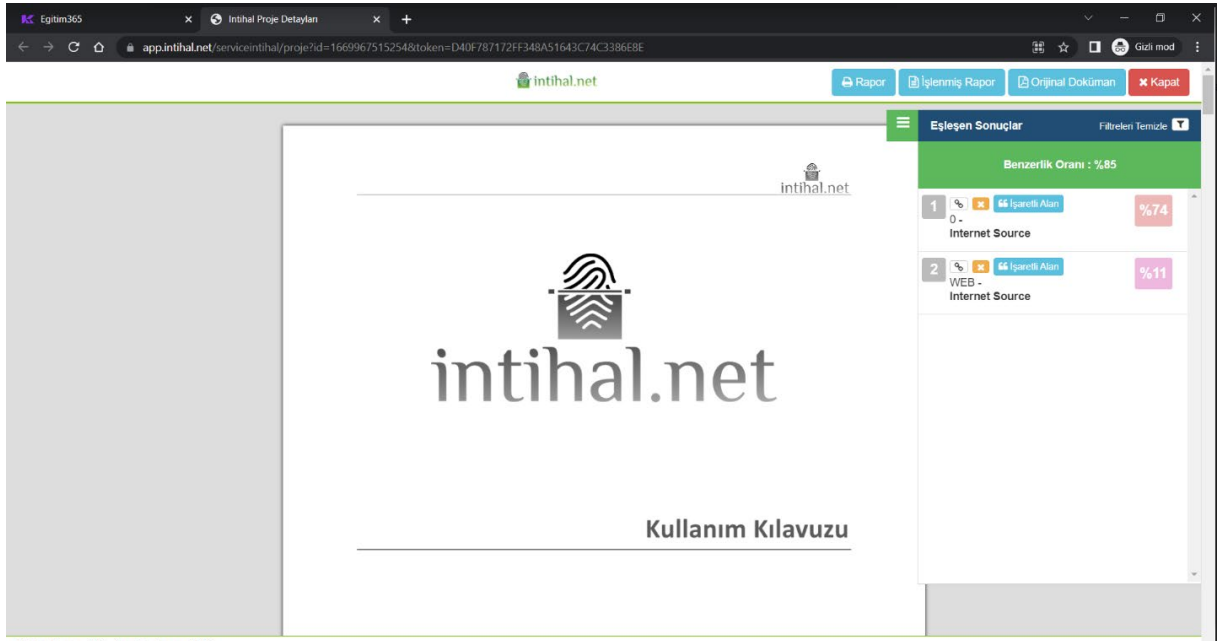 Egitim365
İntihal Proje Detayları
app.intihal.net/serviceintihal/proje?id=1669967515254&token=D40F787172FF348A51643C74C3386E8E
Gizli mod
intihal.net
Rapor
İşlenmiş Rapor
Orijinal Doküman
Kapat
Eşleşen Sonuçlar
Filtreleri Temizle
Benzerlik Oranı : %85
1
İşaretli Alan
%74
0 -
Internet Source
2
İşaretli Alan
%11
WEB -
Internet Source
intihal.net
intihal.net
Kullanım Kılavuzu